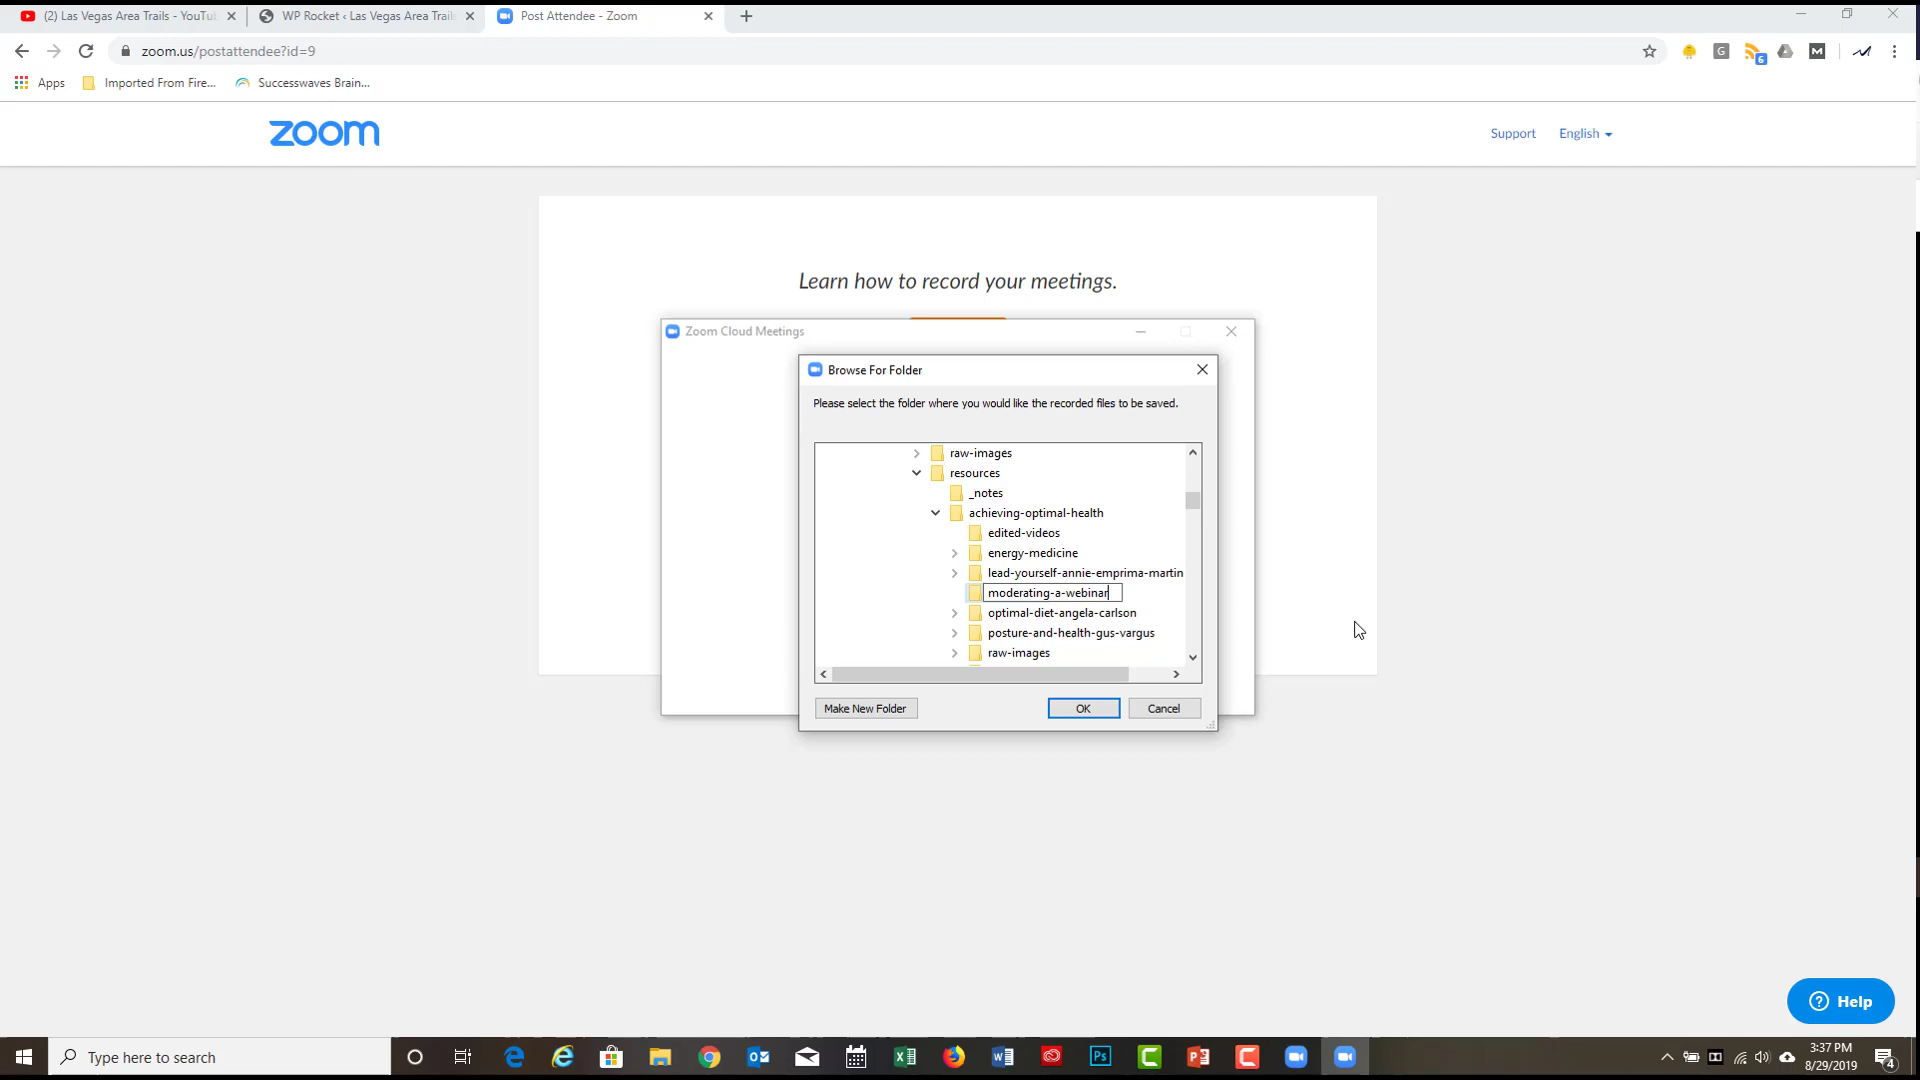 (2) Las Vegas Area Trails - YouTu
WP Rocket ‹ Las Vegas Area Trails
Post Attendee - Zoom
zoom.us/postattendee?id=9
6
Apps
Imported From Fire...
Successwaves Brain...
zoom
Support
English
Learn how to record your meetings.
Zoom Cloud Meetings
Browse For Folder
Please select the folder where you would like the recorded files to be saved.
raw-images
resources
_notes
achieving-optimal-health
edited-videos
energy-medicine
lead-yourself-annie-emprima-martin
moderating-a-webinar
optimal-diet-angela-carlson
posture-and-health-gus-vargus
raw-images
Make New Folder
OK
Cancel
? Help
Type here to search
3:37 PM
8/29/2019
4